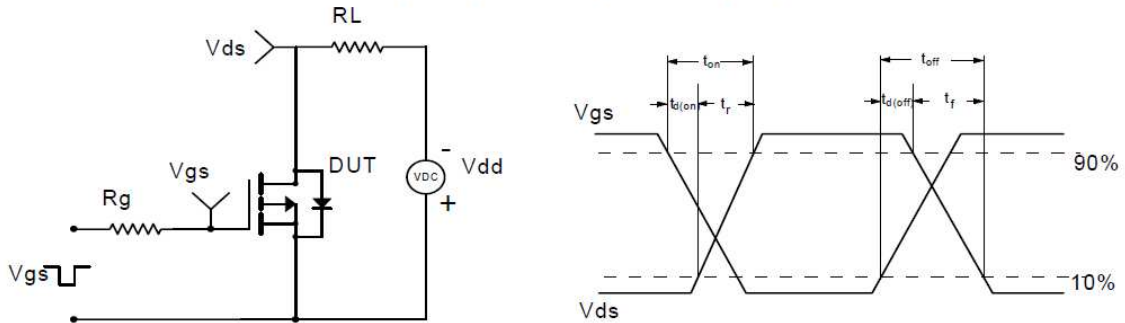 RL
Vds
Vgs
DUT
-
VDC
Vdd
+
Rg
Vgs
ton
toff
td(on)
tr
td(off)
tf
Vgs
90%
10%
Vds